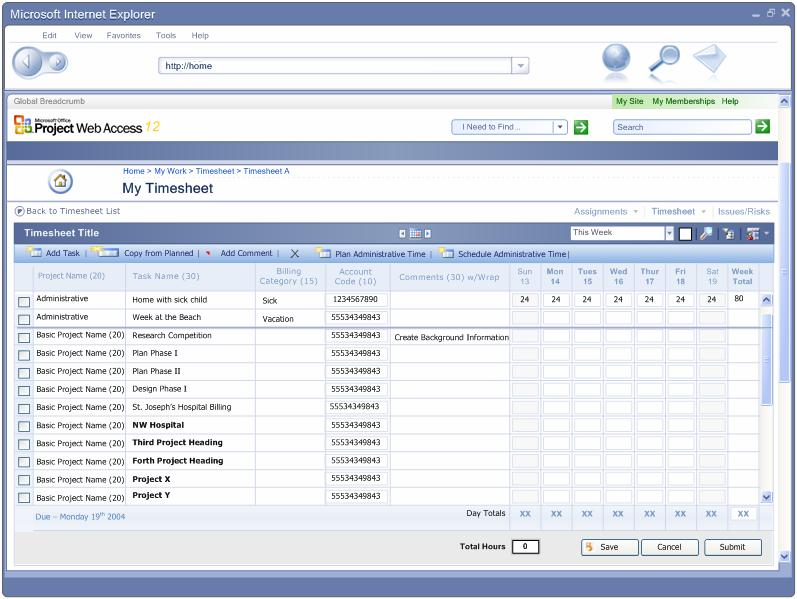 Microsoft Internet Explorer
Edit View Favorites Tools Help
http://home
Global Breadcrumb My Site My Memberships Help
Microsoft Office
Project Web Access 12 I Need to Find... Search
Home > My Work > Timesheet > Timesheet A
My Timesheet
Back to Timesheet List Assignments Timesheet Issues/Risks
Timesheet Title This Week
Add Task | Copy from Planned | Add Comment | X Plan Administrative Time | Schedule Administrative Time |
Project Name (20) Task Name (30) Billing Category (15) Account Code (10) Comments (30) w/Wrap Sun 13 Mon 14 Tues 15 Wed 16 Thur 17 Fri 18 Sat 19 Week Total
Administrative Home with sick child Sick 1234567890 24 24 24 24 24 24 24 80
Administrative Week at the Beach Vacation 55534349843
Basic Project Name (20) Research Competition 55534349843 Create Background Information
Basic Project Name (20) Plan Phase I 55534349843
Basic Project Name (20) Plan Phase II 55534349843
Basic Project Name (20) Design Phase I 55534349843
Basic Project Name (20) St. Joseph's Hospital Billing 55534349843
Basic Project Name (20) NW Hospital 55534349843
Basic Project Name (20) Third Project Heading 55534349843
Basic Project Name (20) Forth Project Heading 55534349843
Basic Project Name (20) Project X 55534349843
Basic Project Name (20) Project Y 55534349843
Due – Monday 19th 2004 Day Totals XX XX XX XX XX XX XX XX
Total Hours 0 Save Cancel Submit